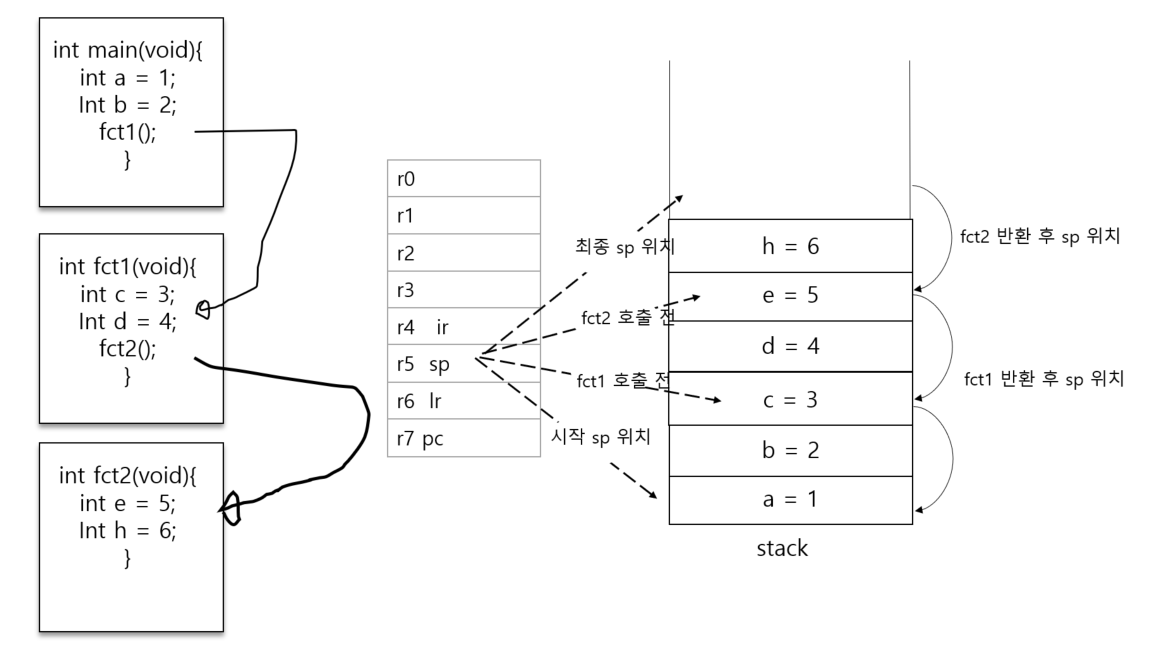 int main(void){
int a = 1;
Int b = 2;
fct1();
}
int fct1(void){
int c = 3;
Int d = 4;
fct2();
}
int fct2(void){
int e = 5;
Int h = 6;
}
r0
r1
r2
r3
r4 ir
r5 sp
r6 lr
r7 pc
최종 sp 위치
fct2 호출 전
fct1 호출 전
시작 sp 위치
h = 6
e = 5
d = 4
c = 3
b = 2
a = 1
stack
fct2 반환 후 sp 위치
fct1 반환 후 sp 위치